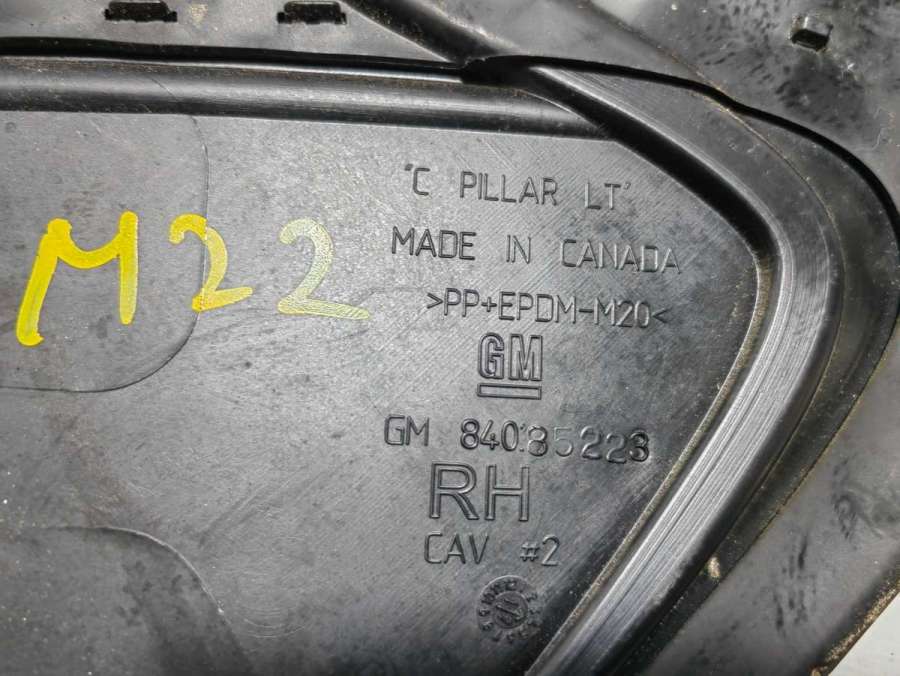 'C PILLAR LT'
MADE IN CANADA
>PP+EPDM-M20<
M22
GM
GM 84085223
RH
CAV #2